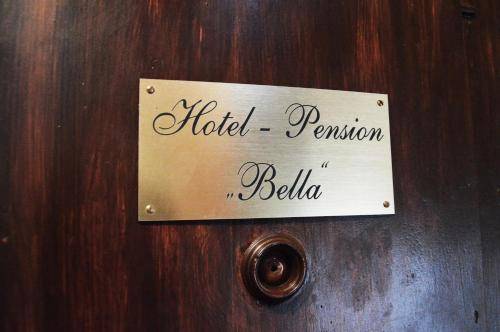 Hotel - Pension
„Bella“